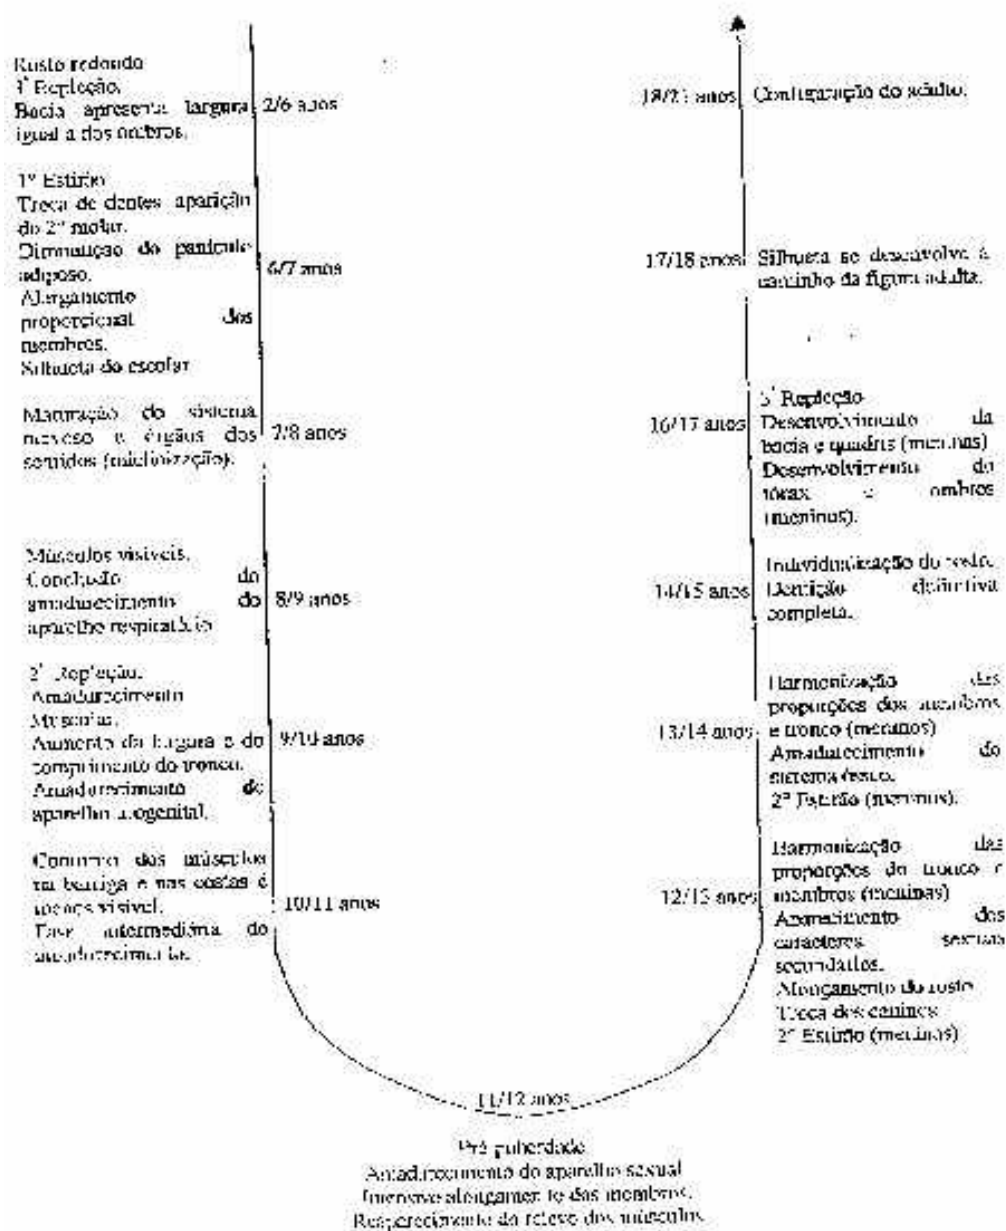 Rosto redondo
1ª Repleção.
Bacia apresenta largura
igual a dos ombros.
2/6 anos
1º Estirão
Troca de dentes aparição
do 2º molar.
Diminuição do panículo
adiposo.
Alargamento
proporcional dos
membros.
Silhueta do escolar
6/7 anos
Maturação do sistema
nervoso e órgãos dos
sentidos (mielinização).
7/8 anos
Músculos visíveis.
Conclusão do
amadurecimento do
aparelho respiratório
8/9 anos
2ª Repleção.
Amadurecimento
Aumento da largura e do
comprimento do tronco.
Amadurecimento do
aparelho urogenital.
9/10 anos
Contorno dos músculos
na barriga e nas costas é
menos visível.
Fase intermediária do
amadurecimento.
10/11 anos
11/12 anos
Pré puberdade
Amadurecimento do aparelho sexual
Intensivo alongamento dos membros.
Reaparecimento do relevo dos músculos
12/13 anos
Harmonização das
proporções do tronco e
membros (meninas)
Aparecimento dos
caracteres sexuais
secundários.
Alongamento do rosto
Troca dos caninos
2º Estirão (meninas)
13/14 anos
Harmonização das
proporções dos membros
e tronco (meninos)
Amadurecimento do
sistema ósseo.
2º Estirão (meninos).
14/15 anos
Individualização do rosto.
Dentição definitiva
completa.
16/17 anos
3ª Repleção
Desenvolvimento da
bacia e quadris (meninas)
Desenvolvimento do
tórax e ombros
(meninos).
17/18 anos
Silhueta se desenvolve a
caminho da figura adulta.
18/21 anos
Configuração do adulto.